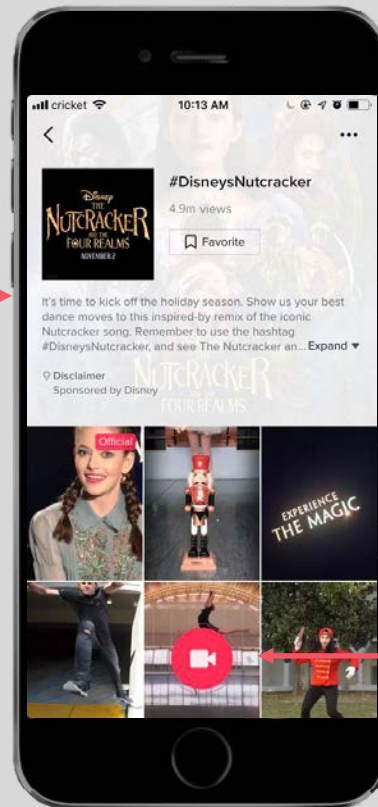 cricket
10:13 AM
#DisneysNutcracker
4.9m views
Favorite
Disney
THE
NUTCRACKER
AND THE
FOUR REALMS
NOVEMBER 2
It's time to kick off the holiday season. Show us your best
dance moves to this inspired-by remix of the iconic
Nutcracker song. Remember to use the hashtag
#DisneysNutcracker, and see The Nutcracker an... Expand
Disclaimer
Sponsored by Disney
NUTCRACKER
FOUR REALMS
Official
EXPERIENCE
THE MAGIC